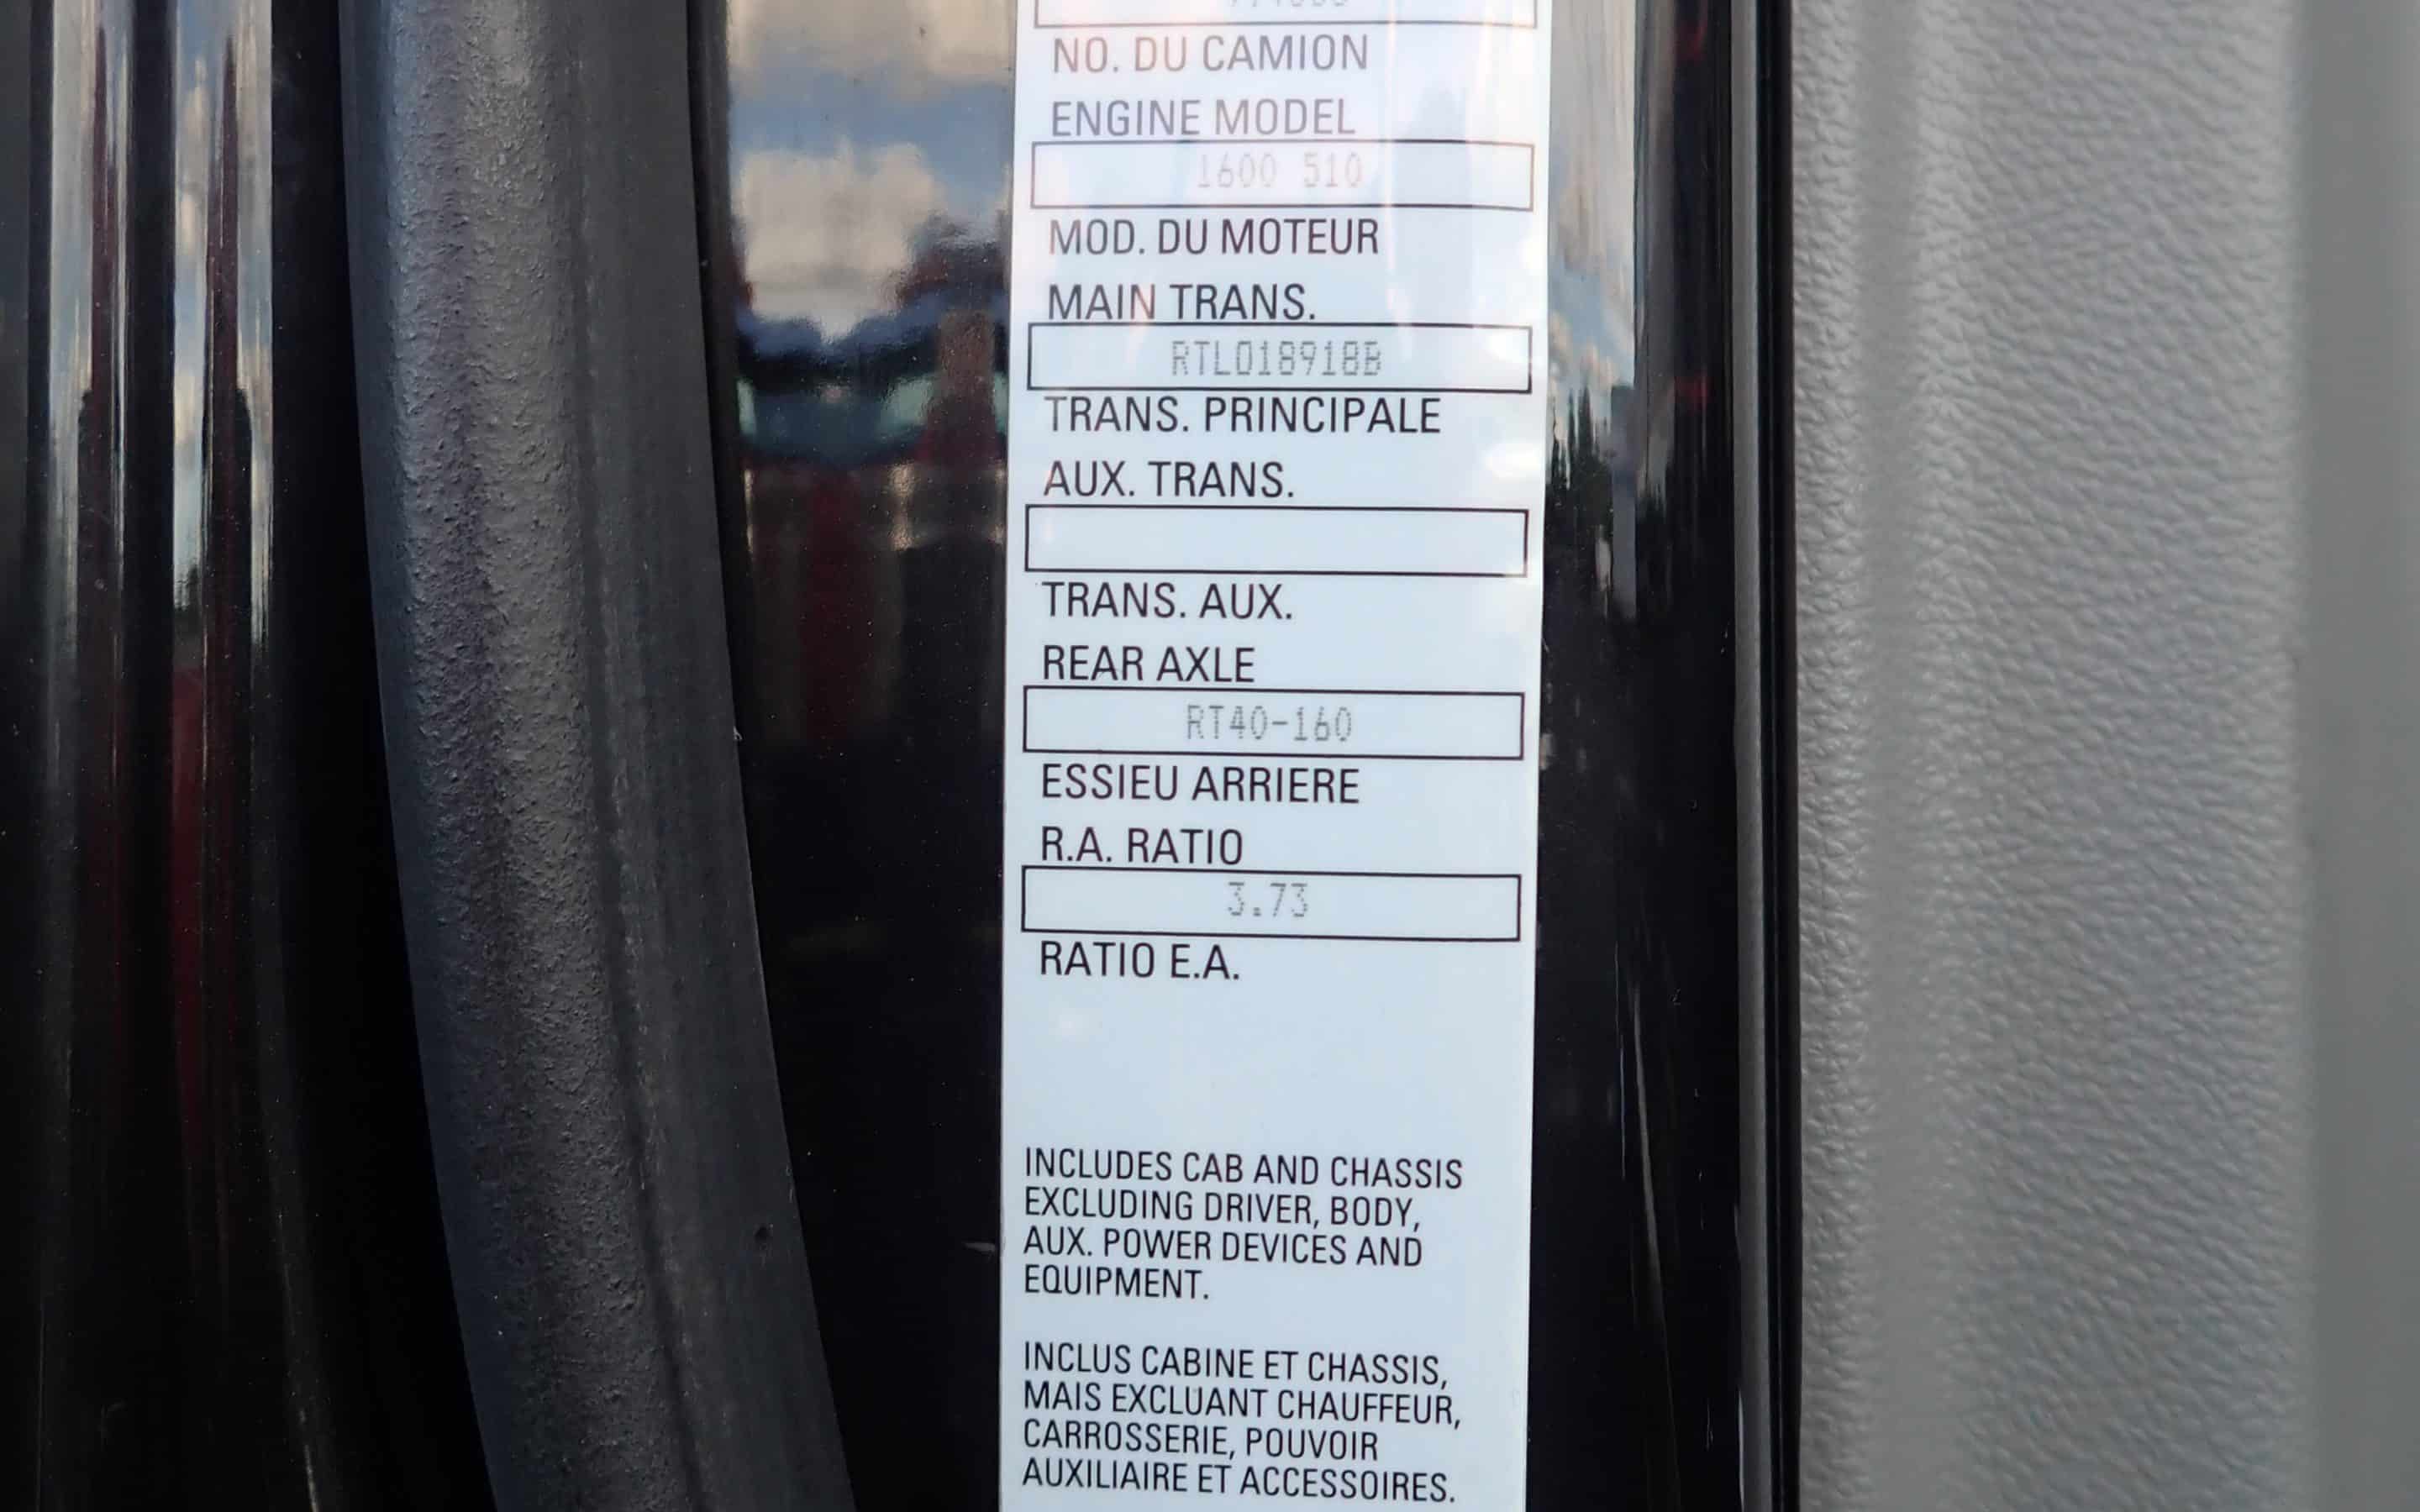 NO. DU CAMION
ENGINE MODEL
1600 510
MOD. DU MOTEUR
MAIN TRANS.
RTLO18918B
TRANS. PRINCIPALE
AUX. TRANS.
TRANS. AUX.
REAR AXLE
RT40-160
ESSIEU ARRIERE
R.A. RATIO
3.73
RATIO E.A.
INCLUDES CAB AND CHASSIS
EXCLUDING DRIVER, BODY,
AUX. POWER DEVICES AND
EQUIPMENT.
INCLUS CABINE ET CHASSIS,
MAIS EXCLUANT CHAUFFEUR,
CARROSSERIE, POUVOIR
AUXILIAIRE ET ACCESSOIRES.